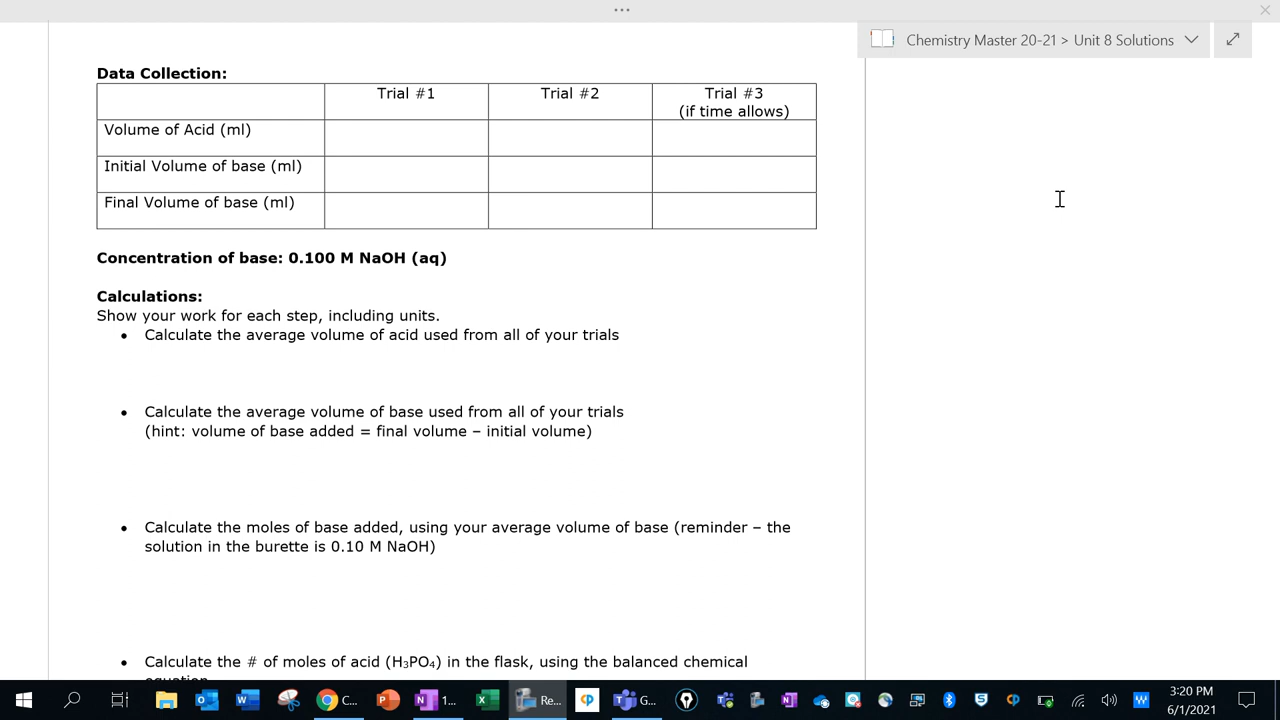 ...
Chemistry Master 20-21 > Unit 8 Solutions
Data Collection:
Trial #1
Trial #2
Trial #3
(if time allows)
Volume of Acid (ml)
Initial Volume of base (ml)
Final Volume of base (ml)
Concentration of base: 0.100 M NaOH (aq)
Calculations:
Show your work for each step, including units.
• Calculate the average volume of acid used from all of your trials
• Calculate the average volume of base used from all of your trials
(hint: volume of base added = final volume – initial volume)
• Calculate the moles of base added, using your average volume of base (reminder – the
solution in the burette is 0.10 M NaOH)
• Calculate the # of moles of acid (H₃PO₄) in the flask, using the balanced chemical
equation
C...
1...
Re...
G...
3:20 PM
6/1/2021